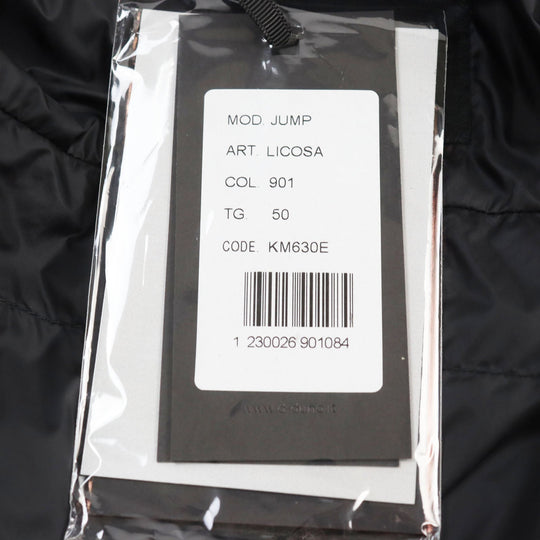 MOD. JUMP
ART. LICOSA
COL. 901
TG. 50
CODE. KM630E
1 230026 901084